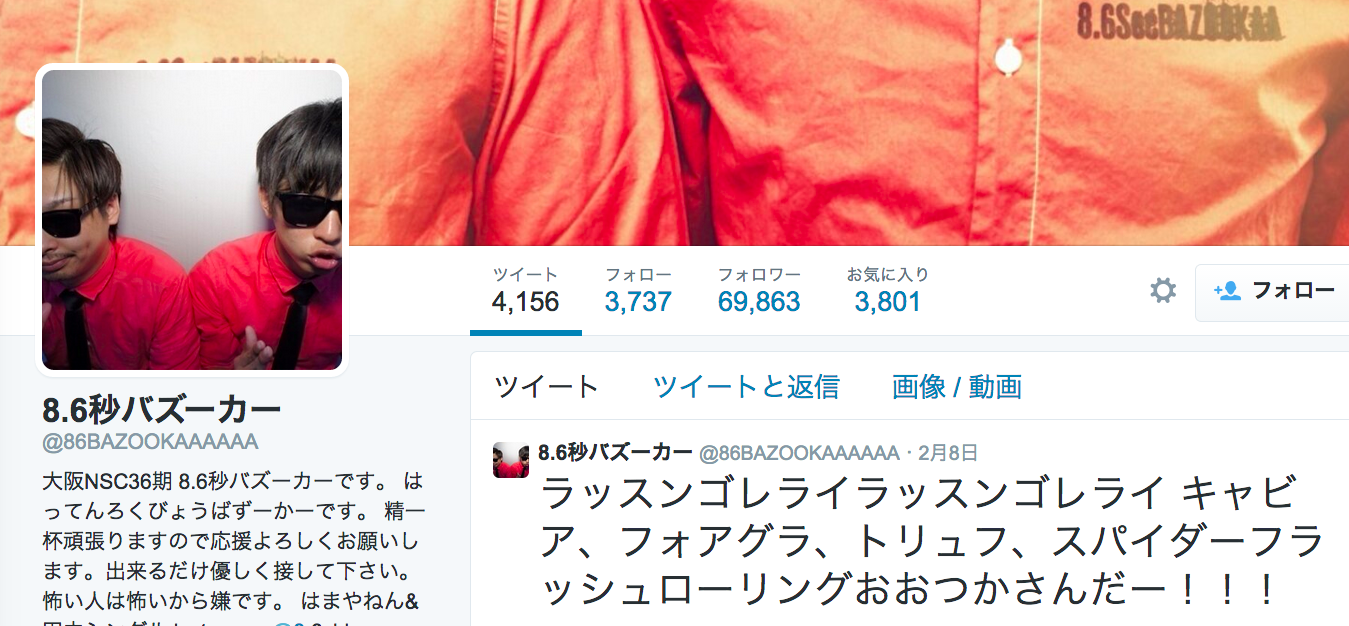 8.6SecBAZOOKAA
ツイート
4,156
フォロー
3,737
フォロワー
69,863
お気に入り
3,801
フォロー
8.6秒バズーカー
@86BAZOOKAAAAAA
大阪NSC36期 8.6秒バズーカーです。 は
ってんろくびょうばずーかーです。 精一
杯頑張りますので応援よろしくお願いし
ます。出来るだけ優しく接して下さい。
怖い人は怖いから嫌です。 はまやねん&
ツイート
ツイートと返信
画像 / 動画
8.6秒バズーカー @86BAZOOKAAAAAA · 2月8日
ラッスンゴレライラッスンゴレライ キャビ
ア、フォアグラ、トリュフ、スパイダーフラ
ッシュローリングおおつかさんだー！！！